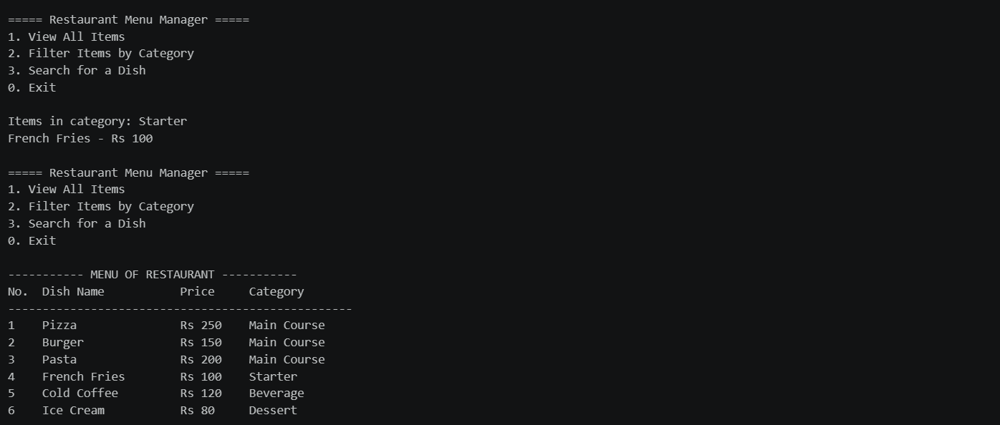 ===== Restaurant Menu Manager =====
1. View All Items
2. Filter Items by Category
3. Search for a Dish
0. Exit

Items in category: Starter
French Fries - Rs 100

===== Restaurant Menu Manager =====
1. View All Items
2. Filter Items by Category
3. Search for a Dish
0. Exit

----------- MENU OF RESTAURANT -----------
No.  Dish Name           Price     Category
--------------------------------------------------
1    Pizza               Rs 250    Main Course
2    Burger              Rs 150    Main Course
3    Pasta               Rs 200    Main Course
4    French Fries        Rs 100    Starter
5    Cold Coffee         Rs 120    Beverage
6    Ice Cream           Rs 80     Dessert